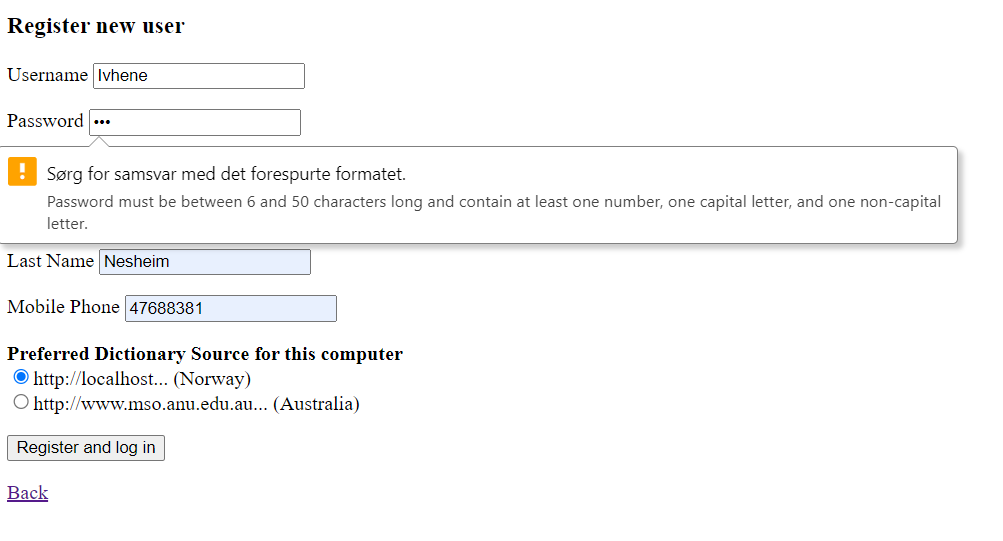 Register new user
Username Ivhene
Password •••
Sørg for samsvar med det forespurte formatet.
Password must be between 6 and 50 characters long and contain at least one number, one capital letter, and one non-capital
letter.
Last Name Nesheim
Mobile Phone 47688381
Preferred Dictionary Source for this computer
http://localhost... (Norway)
http://www.mso.anu.edu.au... (Australia)
Register and log in
Back